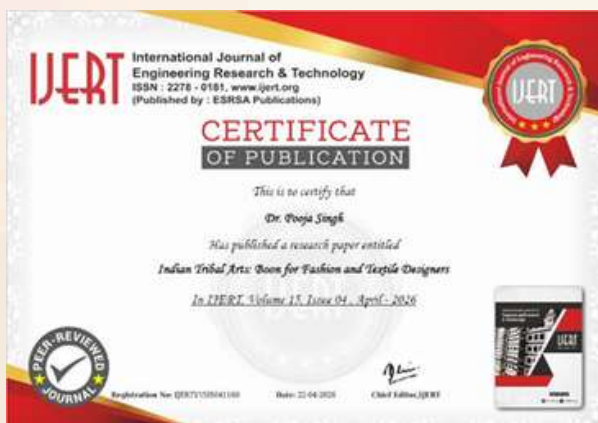 IJERT
International Journal of
Engineering Research & Technology
ISSN : 2278 - 0181, www.ijert.org
(Published by : ESRSA Publications)
IJERT
CERTIFICATE
OF PUBLICATION
This is to certify that
Dr. Pooja Singh
Has published a research paper entitled
Indian Tribal Arts: Boon for Fashion and Textile Designers
In IJERT, Volume 15, Issue 04 , April - 2026
PEER-REVIEWED
JOURNAL
Registration No:
Date: 22-04-2026
Chief Editor, IJERT
IJERT